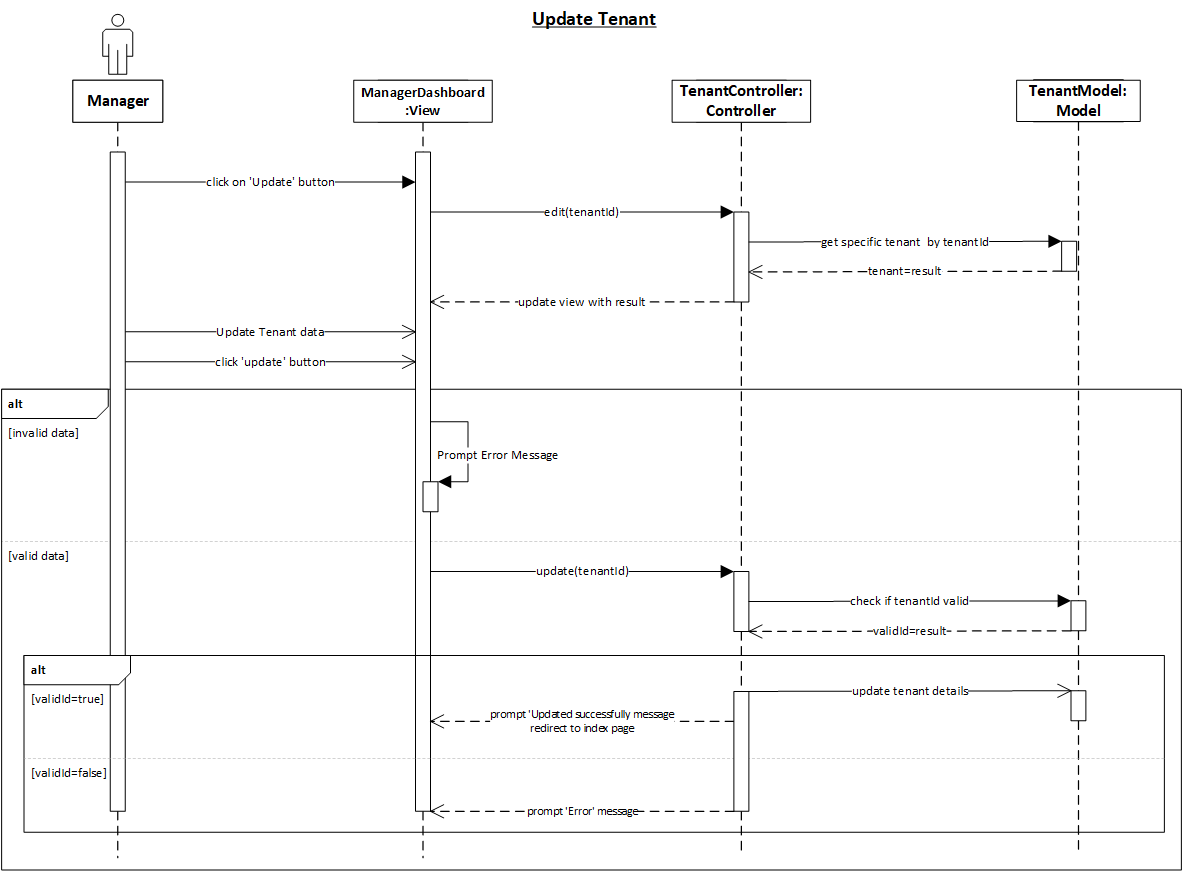 Update Tenant
Manager
ManagerDashboard
:View
TenantController:
Controller
TenantModel:
Model
click on 'Update' button
edit(tenantId)
get specific tenant by tenantId
tenant=result
update view with result
Update Tenant data
click 'update' button
alt
[invalid data]
Prompt Error Message
[valid data]
update(tenantId)
check if tenantId valid
validId=result
alt
[validId=true]
update tenant details
prompt 'Updated successfully message
redirect to index page
[validId=false]
prompt 'Error' message